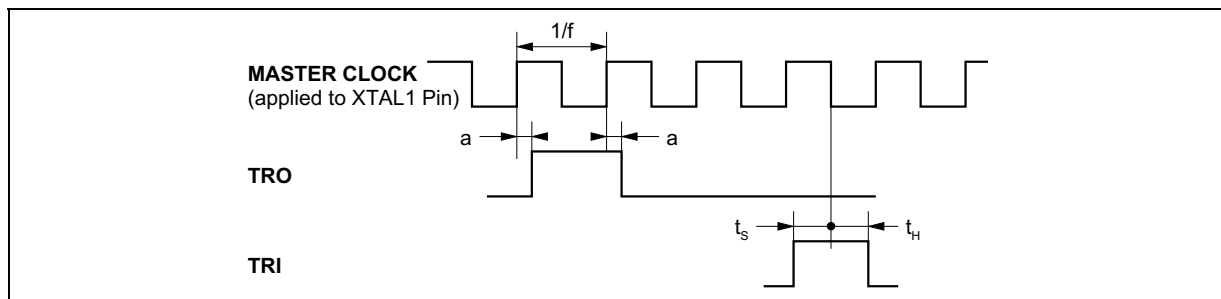 1/f
MASTER CLOCK
(applied to XTAL1 Pin)
a a
TRO
tS tH
TRI